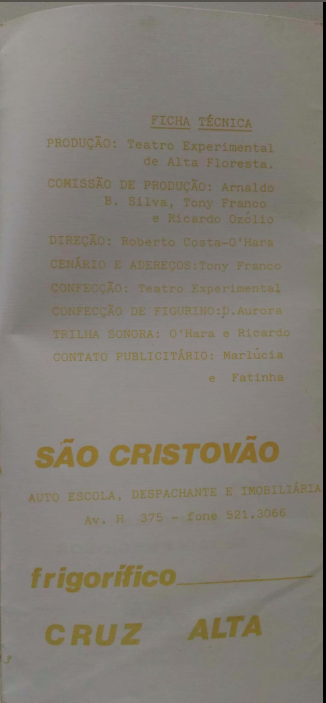 FICHA TÉCNICA
PRODUÇÃO: Teatro Experimental
de Alta Floresta.
COMISSÃO DE PRODUÇÃO: Arnaldo
B. Silva, Tony Franco
e Ricardo Ozólio
DIREÇÃO: Roberto Costa-O'Hara
CENÁRIO E ADEREÇOS:Tony Franco
CONFECÇÃO: Teatro Experimental
CONFECÇÃO DE FIGURINO:D.Aurora
TRILHA SONORA: O'Hara e Ricardo
CONTATO PUBLICITÁRIO: Marlúcia
e Fatinha
SÃO CRISTOVÃO
AUTO ESCOLA, DESPACHANTE E IMOBILIÁRIA
Av. H 375 - fone 521.3066
frigorífico
CRUZ ALTA